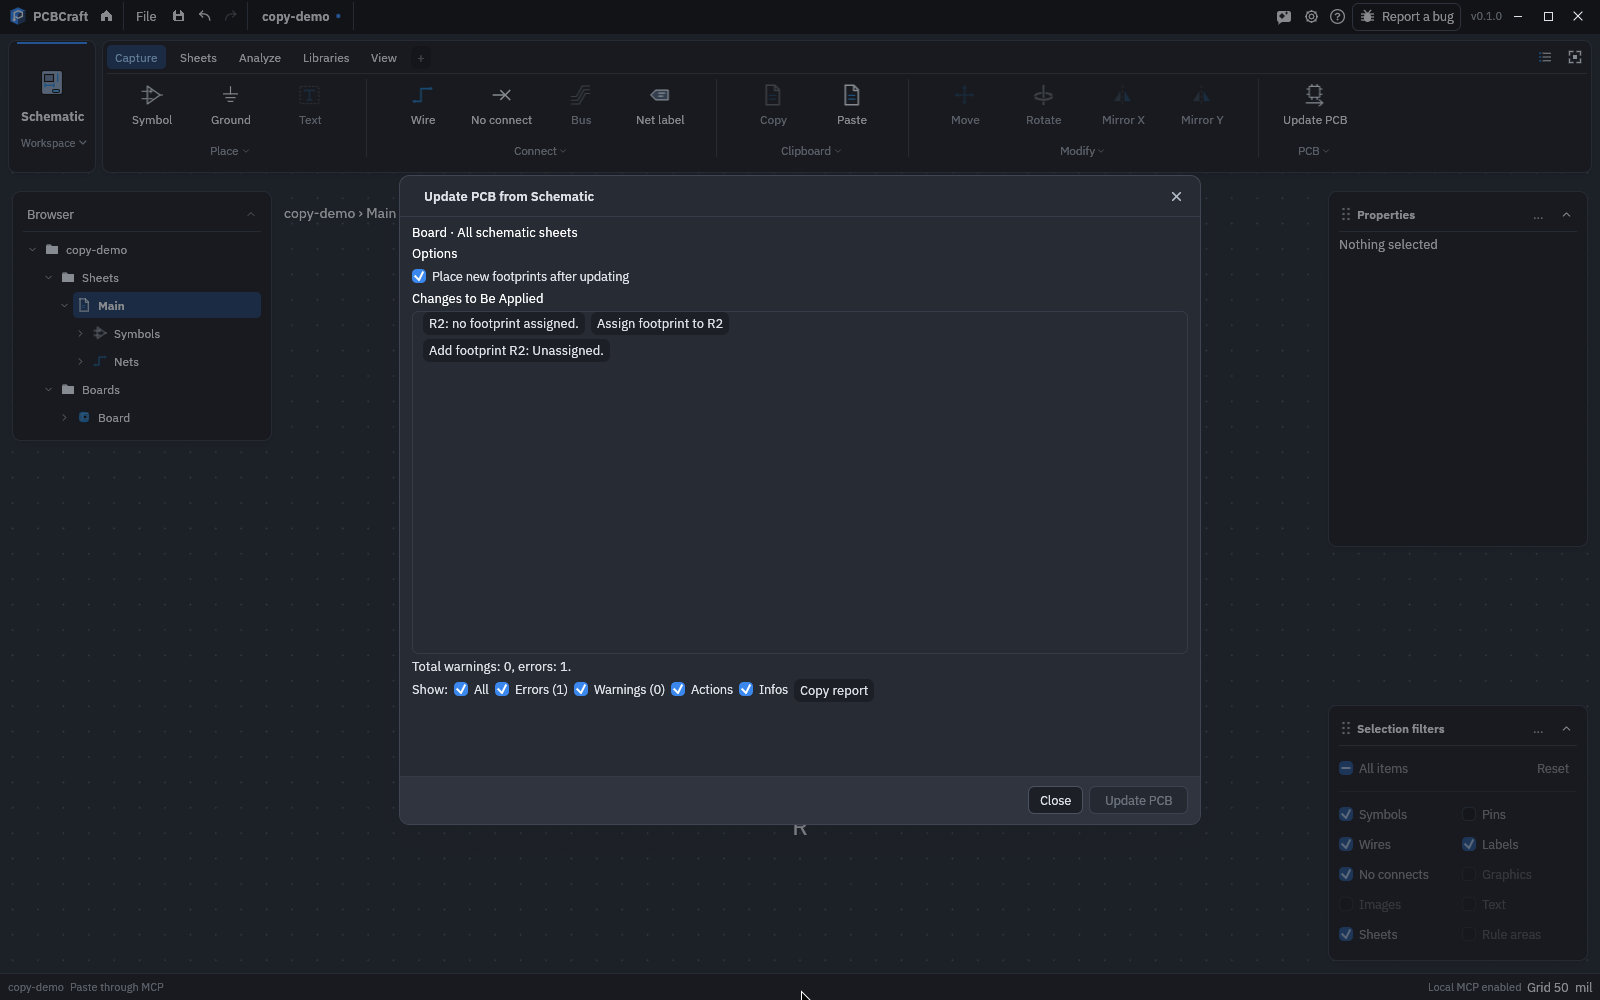 PCBCraft File copy-demo Report a bug v0.1.0
Capture Sheets Analyze Libraries View +
Schematic
Workspace
Symbol Ground Text Wire No connect Bus Net label Copy Paste Move Rotate Mirror X Mirror Y Update PCB
Place Connect Clipboard Modify PCB
Browser
copy-demo
Sheets
Main
Symbols
Nets
Boards
Board
copy-demo › Main
Update PCB from Schematic
Board · All schematic sheets
Options
Place new footprints after updating
Changes to Be Applied
R2: no footprint assigned. Assign footprint to R2
Add footprint R2: Unassigned.
Total warnings: 0, errors: 1.
Show: All Errors (1) Warnings (0) Actions Infos Copy report
Close Update PCB
R
Properties ...
Nothing selected
Selection filters ...
All items Reset
Symbols Pins
Wires Labels
No connects Graphics
Images Text
Sheets Rule areas
copy-demo Paste through MCP Local MCP enabled Grid 50 mil